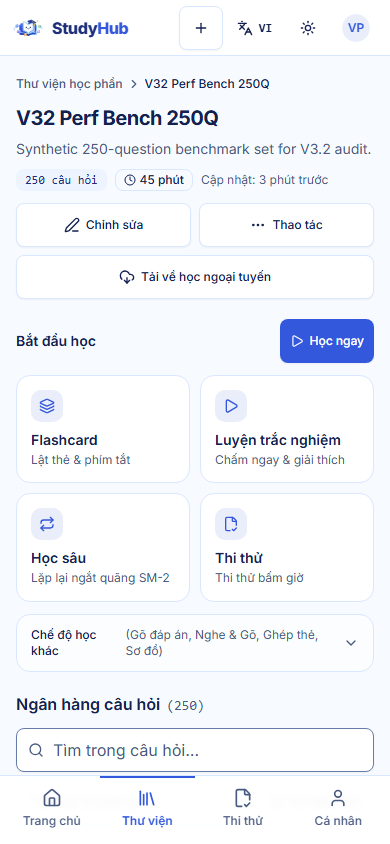 StudyHub
VI
VP
Thư viện học phần > V32 Perf Bench 250Q
V32 Perf Bench 250Q
Synthetic 250-question benchmark set for V3.2 audit.
250 câu hỏi
45 phút
Cập nhật: 3 phút trước
Chỉnh sửa
Thao tác
Tải về học ngoại tuyến
Bắt đầu học
Học ngay
Flashcard
Lật thẻ & phím tắt
Luyện trắc nghiệm
Chấm ngay & giải thích
Học sâu
Lặp lại ngắt quãng SM-2
Thi thử
Thi thử bấm giờ
Chế độ học
khác
(Gõ đáp án, Nghe & Gõ, Ghép thẻ,
Sơ đồ)
Ngân hàng câu hỏi (250)
Tìm trong câu hỏi...
Trang chủ
Thư viện
Thi thử
Cá nhân